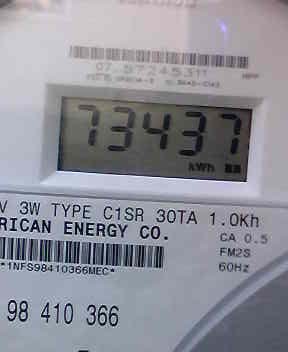 07.57245311
73437
kWh
V 3W TYPE C1SR 30TA 1.0Kh
RICAN ENERGY CO.
CA 0.5
FM2S
60Hz
*1NFS98410366MEC*
98 410 366